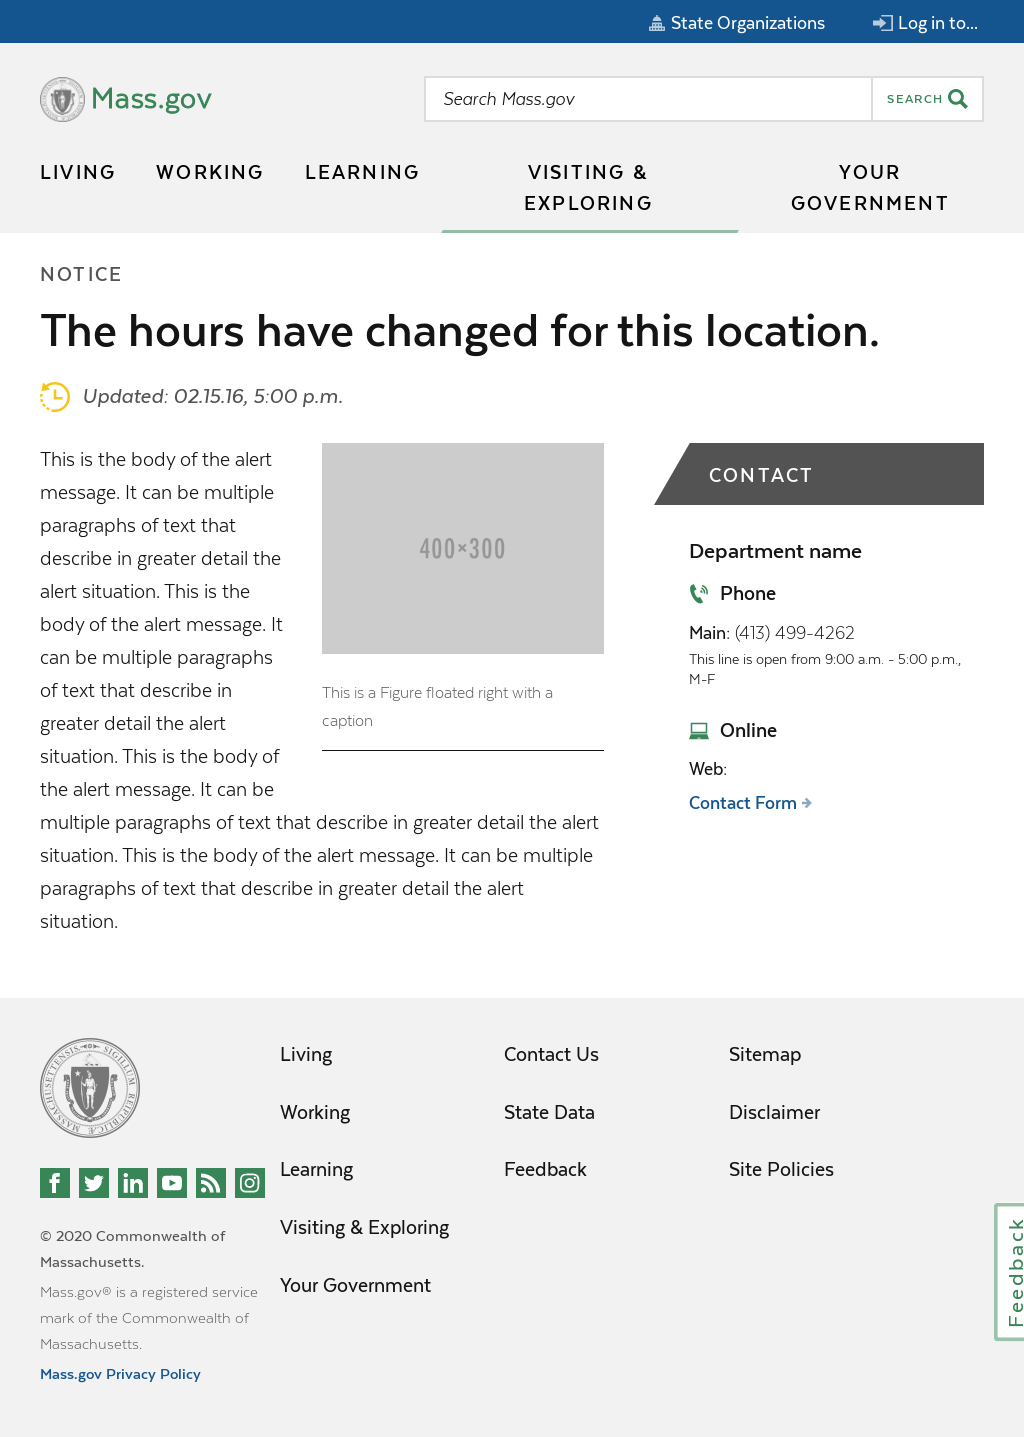 State Organizations
Log in to...
Mass.gov
Search Mass.gov
SEARCH
LIVING
WORKING
LEARNING
VISITING &
EXPLORING
YOUR
GOVERNMENT
NOTICE
The hours have changed for this location.
Updated: 02.15.16, 5:00 p.m.
This is the body of the alert
message. It can be multiple
paragraphs of text that
describe in greater detail the
alert situation. This is the
body of the alert message. It
can be multiple paragraphs
of text that describe in
greater detail the alert
situation. This is the body of
the alert message. It can be
multiple paragraphs of text that describe in greater detail the alert
situation. This is the body of the alert message. It can be multiple
paragraphs of text that describe in greater detail the alert
situation.
400×300
This is a Figure floated right with a
caption
CONTACT
Department name
Phone
Main: (413) 499-4262
This line is open from 9:00 a.m. - 5:00 p.m.,
M-F
Online
Web:
Contact Form
Living
Working
Learning
Visiting & Exploring
Your Government
Contact Us
State Data
Feedback
Sitemap
Disclaimer
Site Policies
© 2020 Commonwealth of
Massachusetts.
Mass.gov® is a registered service
mark of the Commonwealth of
Massachusetts.
Mass.gov Privacy Policy
Feedback